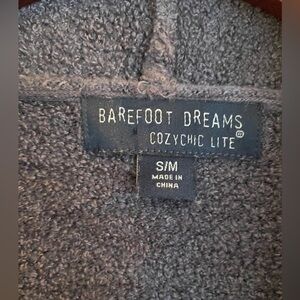 BAREFOOT DREAMS
COZYCHIC LITE®
S/M
MADE IN
CHINA